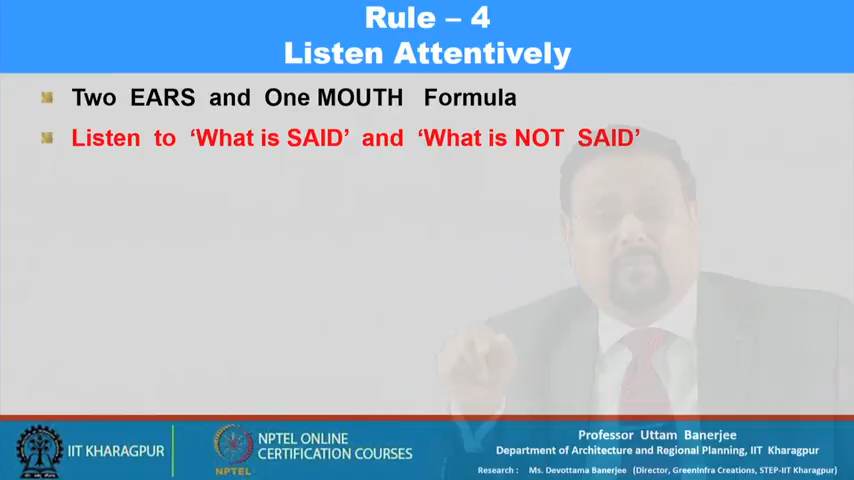 Rule – 4
Listen Attentively
Two EARS and One MOUTH Formula
Listen to ‘What is SAID’ and ‘What is NOT SAID’
IIT KHARAGPUR
NPTEL
NPTEL ONLINE
CERTIFICATION COURSES
Professor Uttam Banerjee
Department of Architecture and Regional Planning, IIT Kharagpur
Research : Ms. Devottama Banerjee (Director, GreenInfra Creations, STEP-IIT Kharagpur)